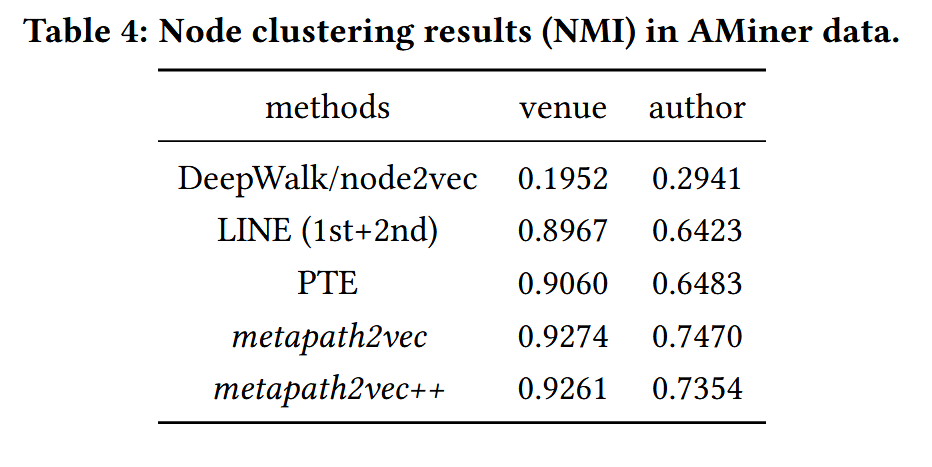 Table 4: Node clustering results (NMI) in AMiner data.
methods venue author
DeepWalk/node2vec 0.1952 0.2941
LINE (1st+2nd) 0.8967 0.6423
PTE 0.9060 0.6483
metapath2vec 0.9274 0.7470
metapath2vec++ 0.9261 0.7354